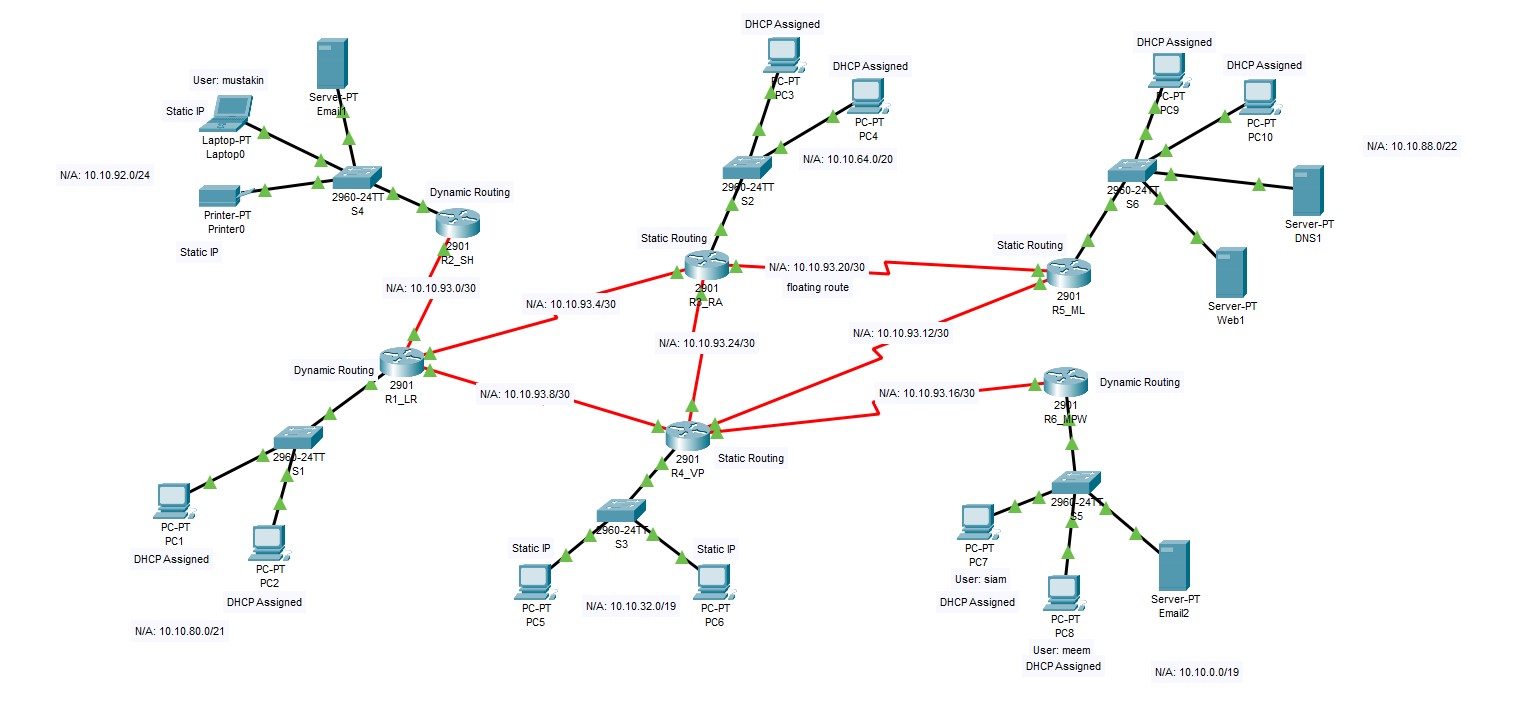 DHCP Assigned
PC-PT
PC3
DHCP Assigned
PC-PT
PC4
N/A: 10.10.64.0/20
2960-24TT
S2
DHCP Assigned
PC-PT
PC9
DHCP Assigned
PC-PT
PC10
N/A: 10.10.88.0/22
Server-PT
DNS1
2960-24TT
S6
Server-PT
Web1
User: mustakin
Static IP
Server-PT
Email1
Laptop-PT
Laptop0
N/A: 10.10.92.0/24
Printer-PT
Printer0
Static IP
2960-24TT
S4
Dynamic Routing
2901
R2_SH
N/A: 10.10.93.0/30
Static Routing
2901
R3_RA
N/A: 10.10.93.20/30
floating route
Static Routing
2901
R5_ML
N/A: 10.10.93.4/30
N/A: 10.10.93.24/30
N/A: 10.10.93.12/30
Dynamic Routing
2901
R1_LR
N/A: 10.10.93.8/30
N/A: 10.10.93.16/30
Dynamic Routing
2901
R6_MPW
2901
R4_VP
Static Routing
2960-24TT
S1
PC-PT
PC1
DHCP Assigned
PC-PT
PC2
DHCP Assigned
N/A: 10.10.80.0/21
2960-24TT
S3
Static IP
PC-PT
PC5
Static IP
PC-PT
PC6
N/A: 10.10.32.0/19
2960-24TT
S5
PC-PT
PC7
User: siam
DHCP Assigned
PC-PT
PC8
User: meem
DHCP Assigned
Server-PT
Email2
N/A: 10.10.0.0/19